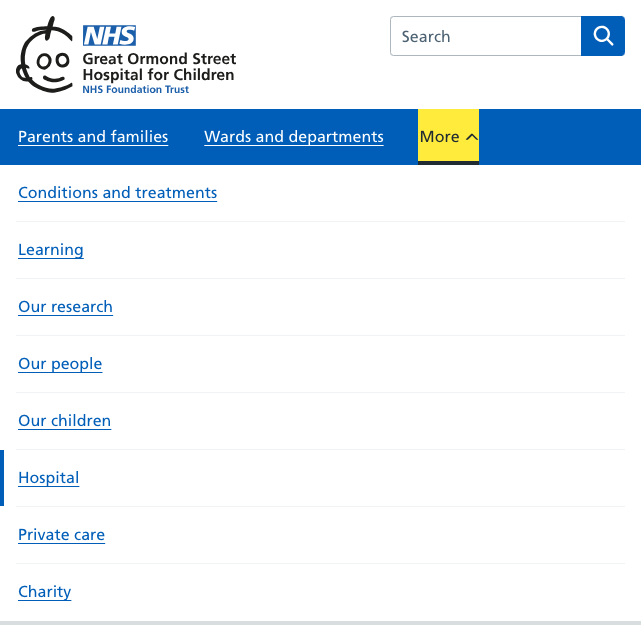 NHS
Great Ormond Street
Hospital for Children
NHS Foundation Trust
Search
Parents and families
Wards and departments
More
Conditions and treatments
Learning
Our research
Our people
Our children
Hospital
Private care
Charity